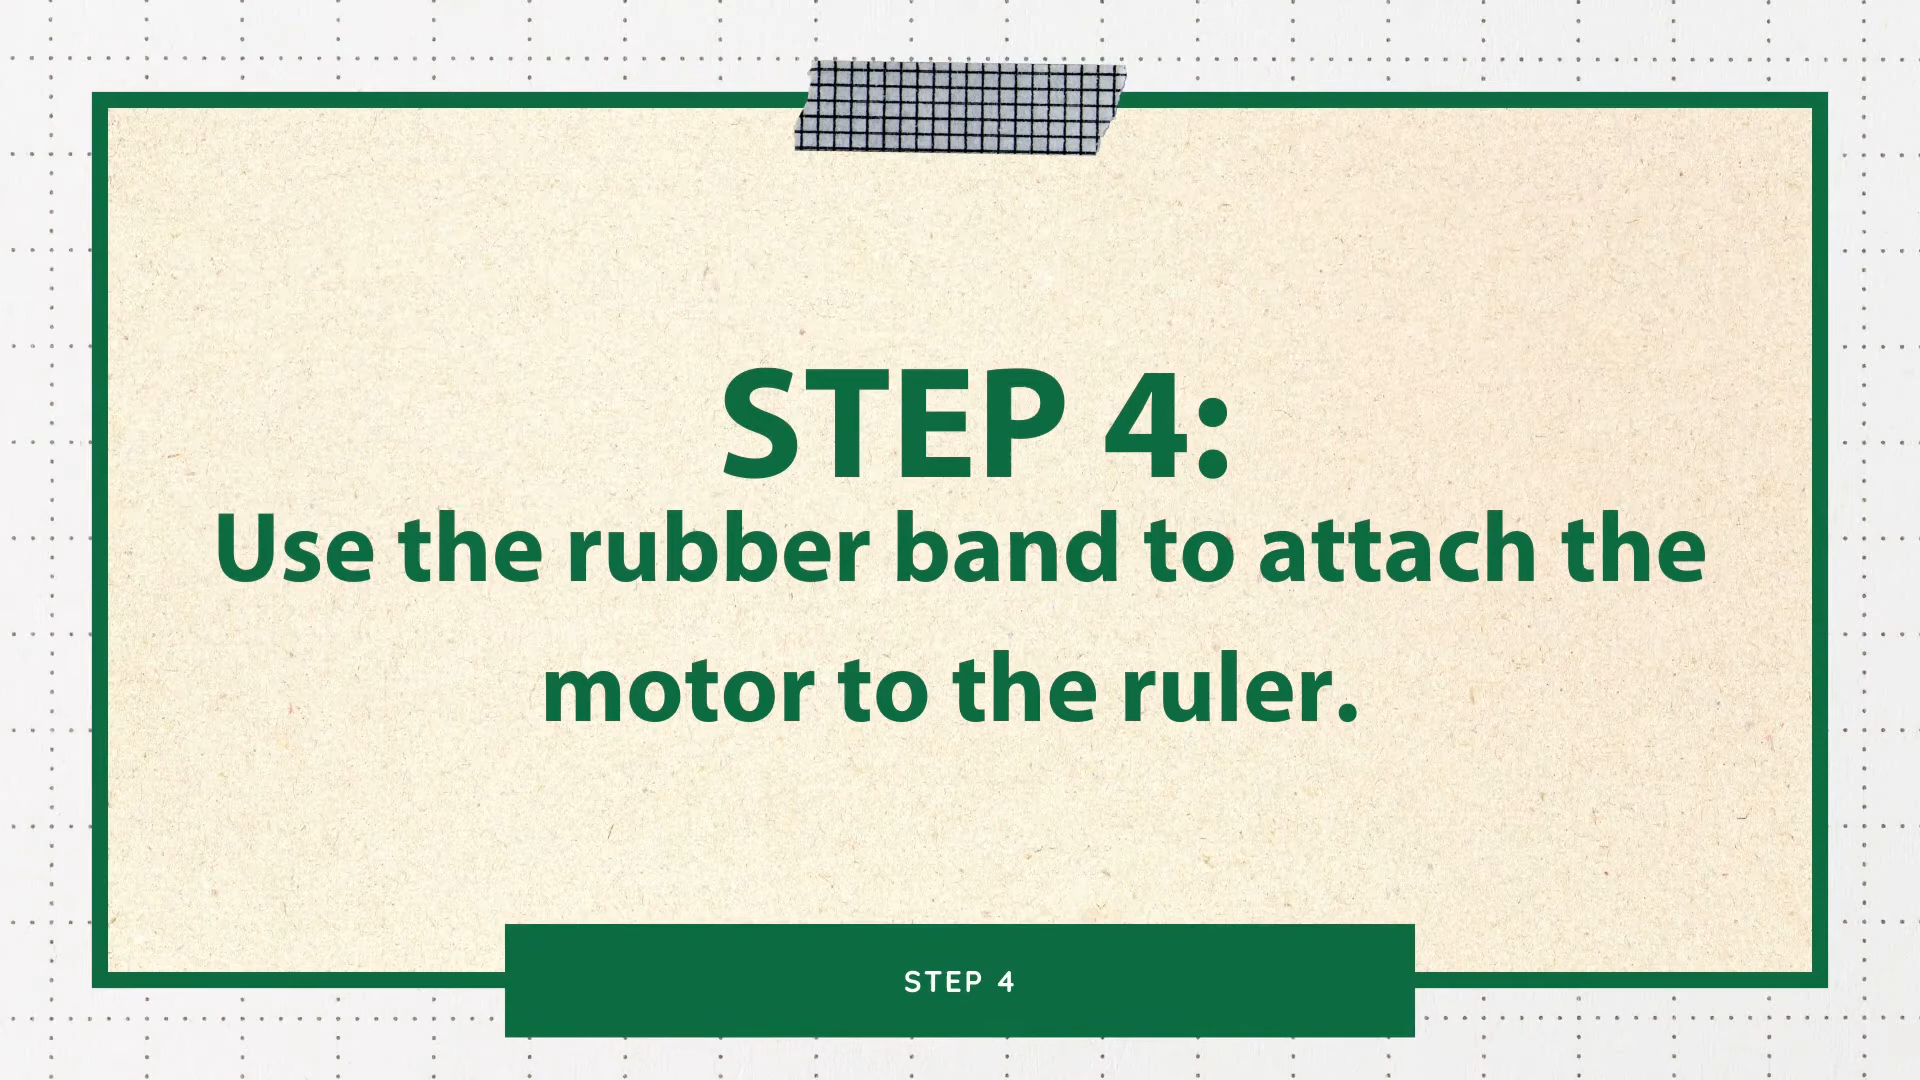 STEP 4:
Use the rubber band to attach the
motor to the ruler.
STEP 4